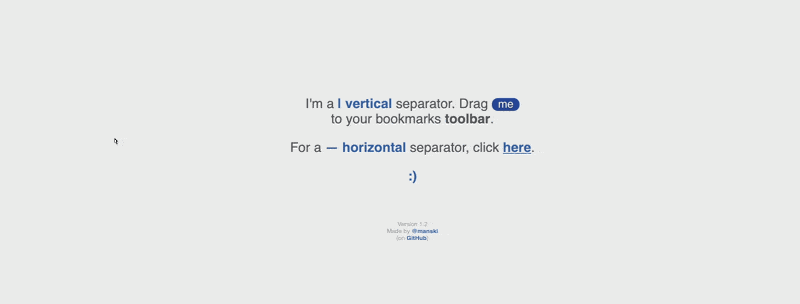 I'm a | vertical separator. Drag me
to your bookmarks toolbar.
For a — horizontal separator, click here.
:)
Version 1.2
Made by @manski
(on GitHub)